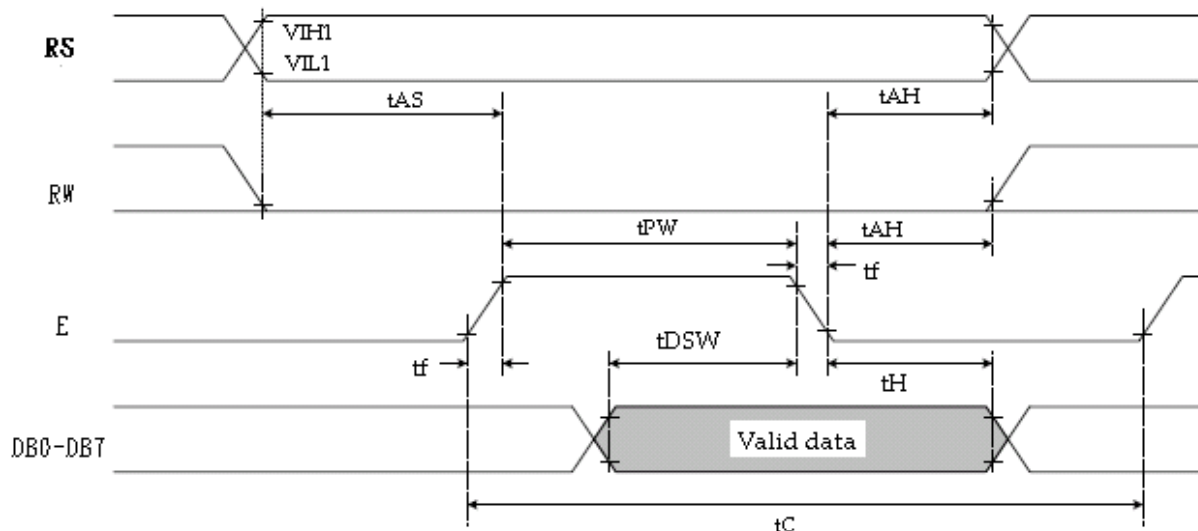 RS
VIH1
VIL1
tAS
tAH
RW
tPW
tAH
tf
E
tDSW
tf
tH
DB0-DB7
Valid data
tC